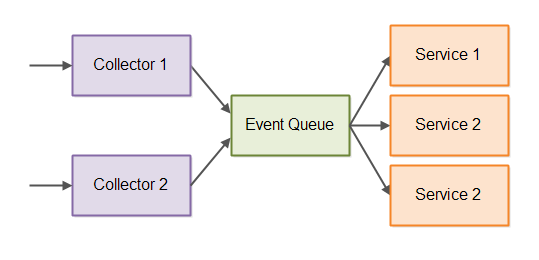 Collector 1
Collector 2
Event Queue
Service 1
Service 2
Service 2